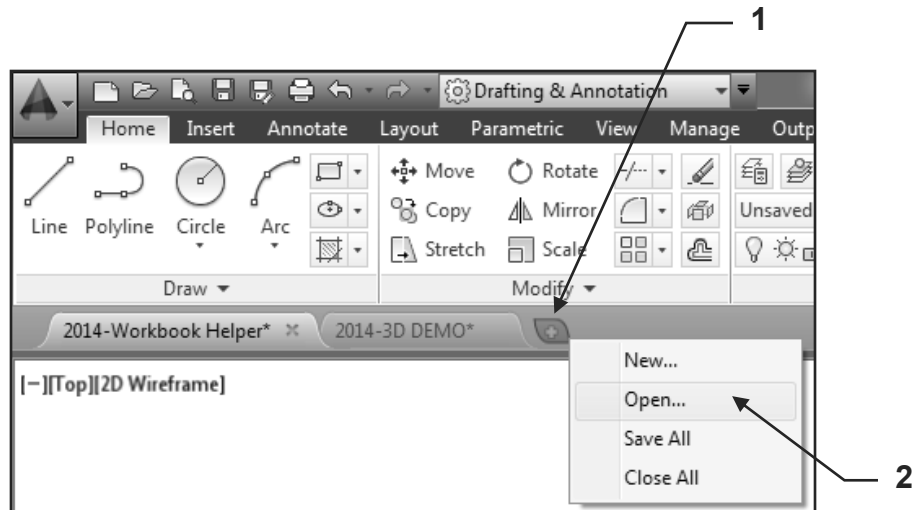 1
Drafting & Annotation
Home Insert Annotate Layout Parametric View Manage Outp
Move Rotate
Copy Mirror Unsaved
Line Polyline Circle Arc
Stretch Scale
Draw Modify
2014-Workbook Helper* 2014-3D DEMO*
New...
[−][Top][2D Wireframe]
Open...
Save All
Close All
2